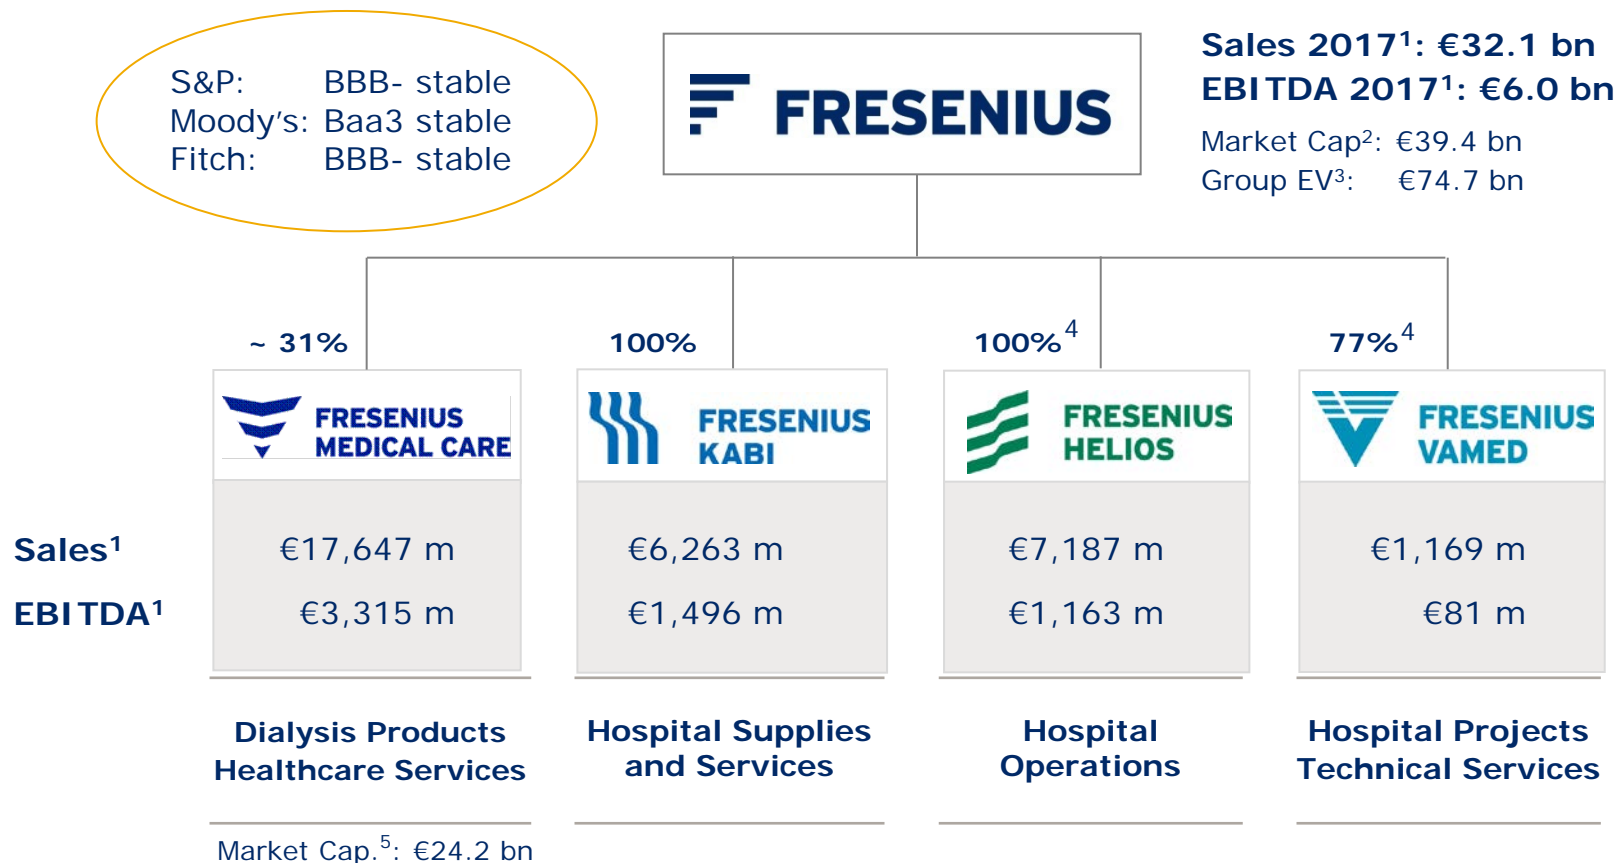 S&P: BBB- stable
Moody's: Baa3 stable
Fitch: BBB- stable
FRESENIUS
Sales 2017¹: €32.1 bn
EBITDA 2017¹: €6.0 bn
Market Cap²: €39.4 bn
Group EV³: €74.7 bn
~ 31% 100% 100%⁴ 77%⁴
FRESENIUS
MEDICAL CARE
FRESENIUS
KABI
FRESENIUS
HELIOS
FRESENIUS
VAMED
Sales¹ €17,647 m €6,263 m €7,187 m €1,169 m
EBITDA¹ €3,315 m €1,496 m €1,163 m €81 m
Dialysis Products
Healthcare Services
Hospital Supplies
and Services
Hospital
Operations
Hospital Projects
Technical Services
Market Cap.⁵: €24.2 bn